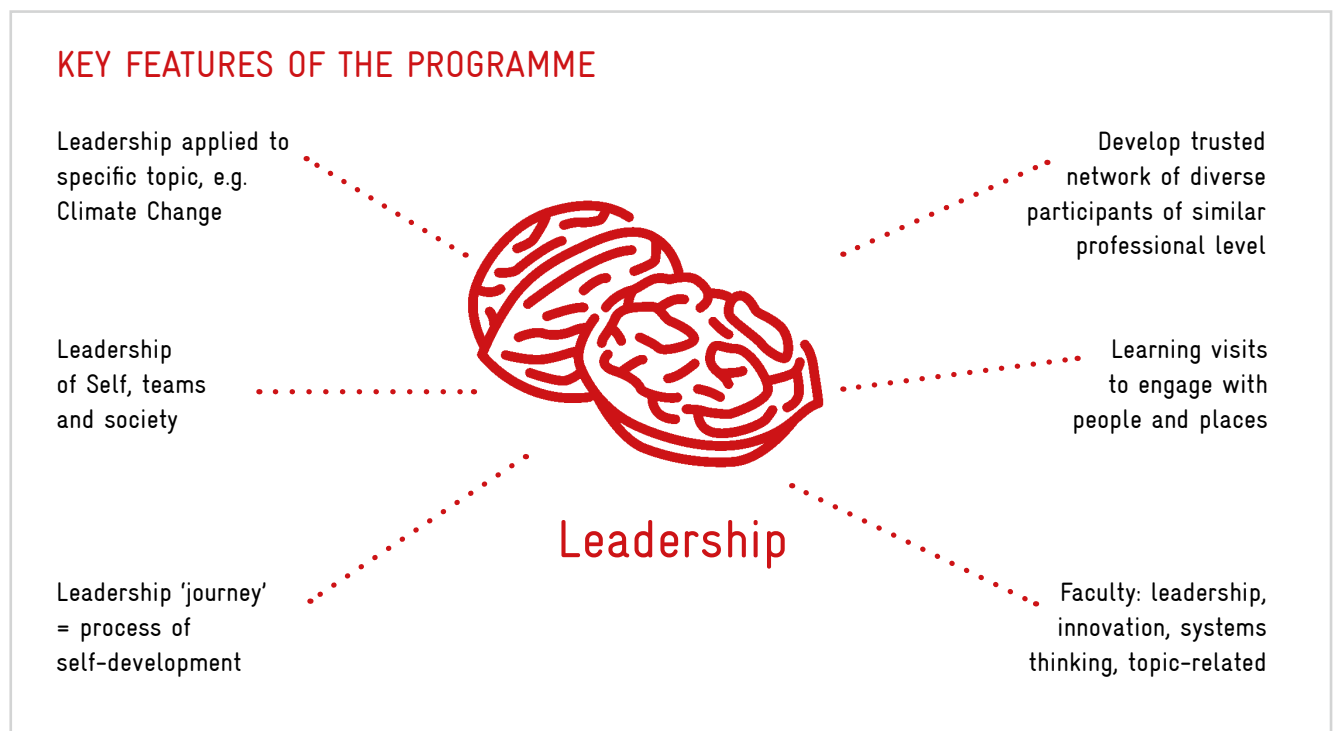 KEY FEATURES OF THE PROGRAMME
Leadership applied to
specific topic, e.g.
Climate Change
Leadership
of Self, teams
and society
Leadership ‘journey’
= process of
self-development
Develop trusted
network of diverse
participants of similar
professional level
Learning visits
to engage with
people and places
Faculty: leadership,
innovation, systems
thinking, topic-related
Leadership